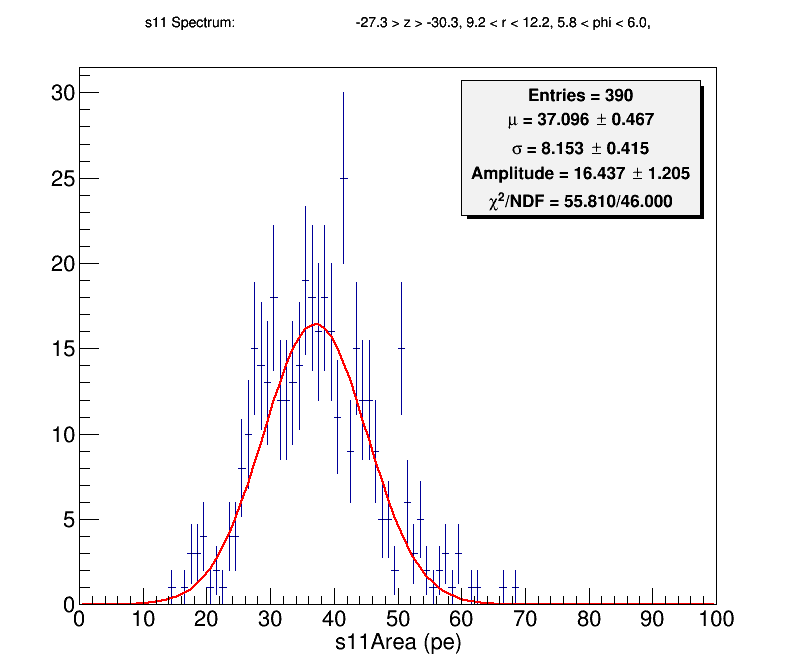 s11 Spectrum: -27.3 > z > -30.3, 9.2 < r < 12.2, 5.8 < phi < 6.0,
Entries = 390
μ = 37.096 ± 0.467
σ = 8.153 ± 0.415
Amplitude = 16.437 ± 1.205
χ²/NDF = 55.810/46.000
30
25
20
15
10
5
0
0 10 20 30 40 50 60 70 80 90 100
s11Area (pe)